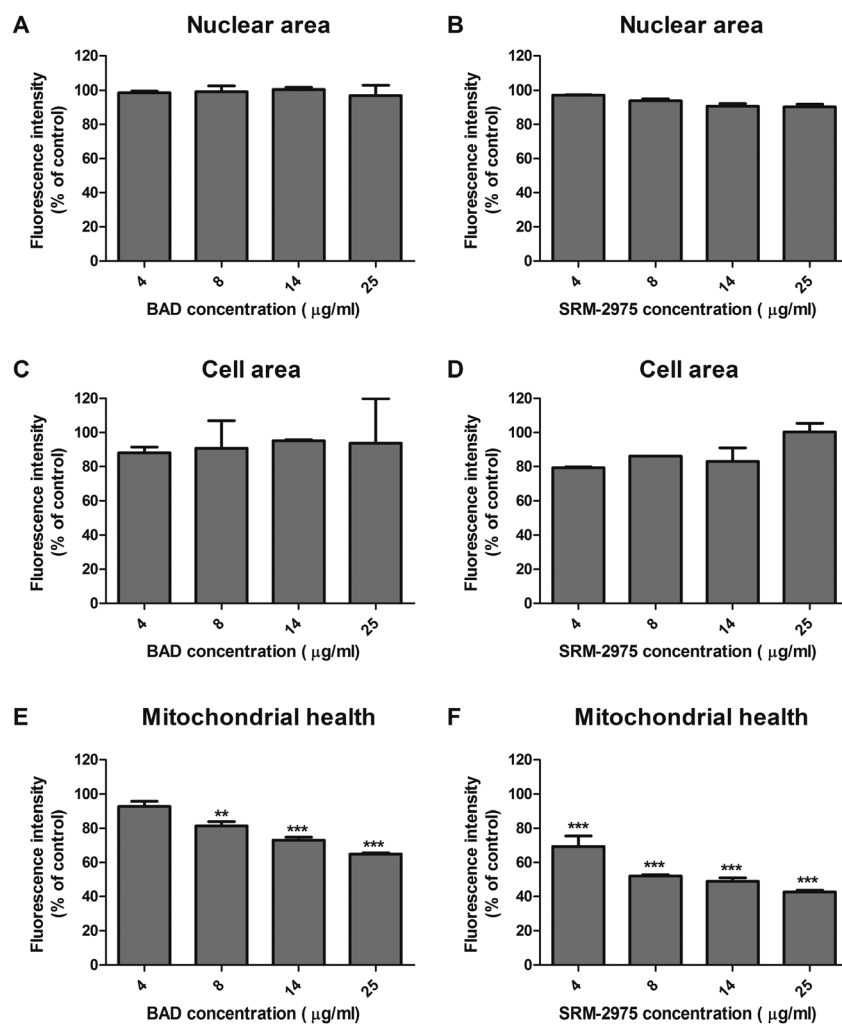 A Nuclear area
Fluorescence intensity
(% of control)
120
100
80
60
40
20
0
4 8 14 25
BAD concentration ( μg/ml)
B Nuclear area
Fluorescence intensity
(% of control)
120
100
80
60
40
20
0
4 8 14 25
SRM-2975 concentration ( μg/ml)
C Cell area
Fluorescence intensity
(% of control)
120
100
80
60
40
20
0
4 8 14 25
BAD concentration ( μg/ml)
D Cell area
Fluorescence intensity
(% of control)
120
100
80
60
40
20
0
4 8 14 25
SRM-2975 concentration ( μg/ml)
E Mitochondrial health
Fluorescence intensity
(% of control)
120
100
80
60
40
20
0
** *** ***
4 8 14 25
BAD concentration ( μg/ml)
F Mitochondrial health
Fluorescence intensity
(% of control)
120
100
80
60
40
20
0
*** *** *** ***
4 8 14 25
SRM-2975 concentration ( μg/ml)